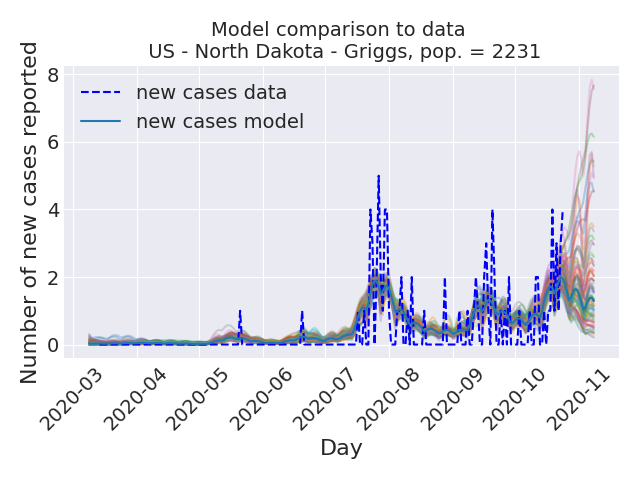 Model comparison to data
US - North Dakota - Griggs, pop. = 2231
Number of new cases reported
8
6
4
2
0
new cases data
new cases model
2020-03
2020-04
2020-05
2020-06
2020-07
2020-08
2020-09
2020-10
2020-11
Day